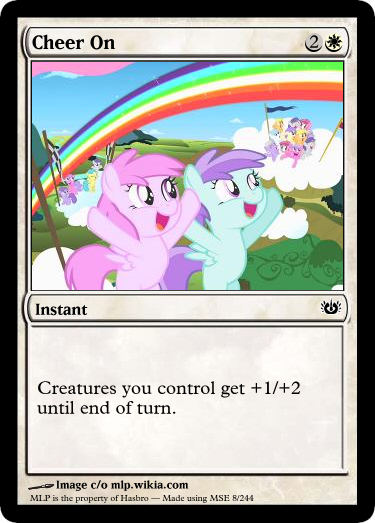 Cheer On 2
Instant
Creatures you control get +1/+2
until end of turn.
Image c/o mlp.wikia.com
MLP is the property of Hasbro — Made using MSE 8/244